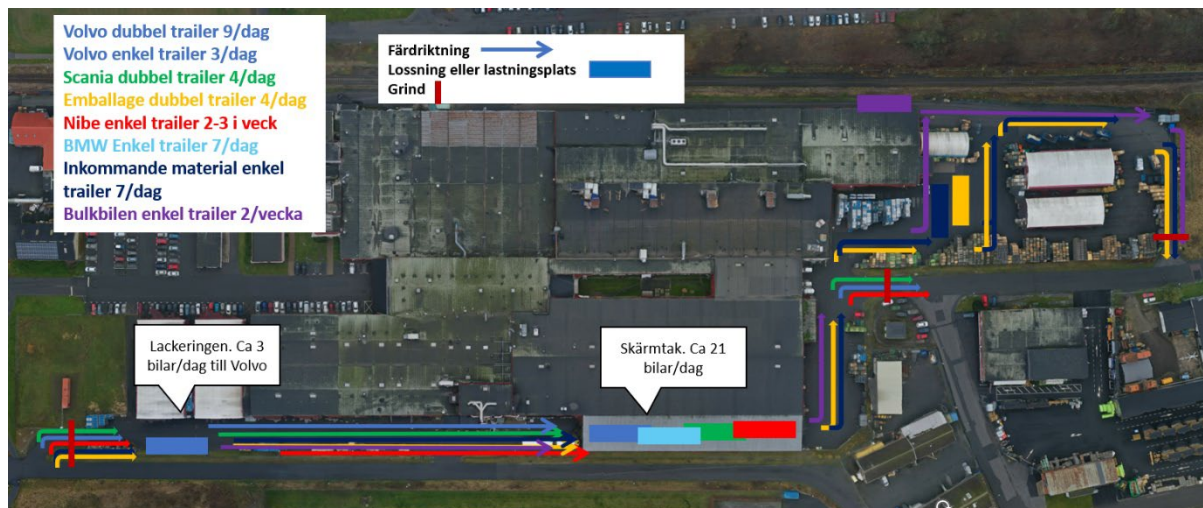 Volvo dubbel trailer 9/dag
Volvo enkel trailer 3/dag
Scania dubbel trailer 4/dag
Emballage dubbel trailer 4/dag
Nibe enkel trailer 2-3 i veck
BMW Enkel trailer 7/dag
Inkommande material enkel
trailer 7/dag
Bulkbilen enkel trailer 2/vecka
Färdriktning
Lossning eller lastningsplats
Grind
Lackeringen. Ca 3
bilar/dag till Volvo
Skärmtak. Ca 21
bilar/dag